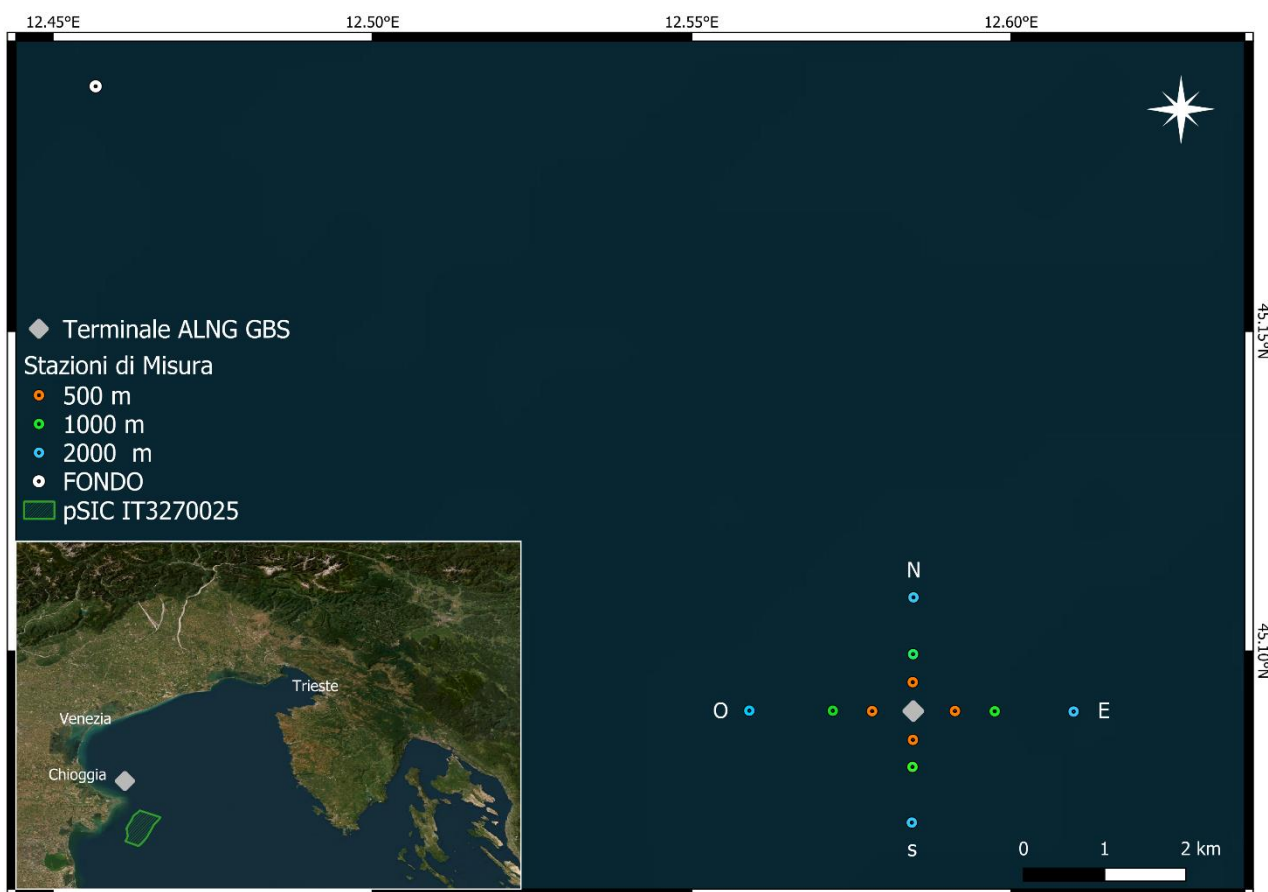 12.45°E 12.50°E 12.55°E 12.60°E
45.15°N
Terminale ALNG GBS
Stazioni di Misura
500 m
1000 m
2000 m
FONDO
pSIC IT3270025
45.10°N
N
O E
s
Trieste
Venezia
Chioggia
0 1 2 km